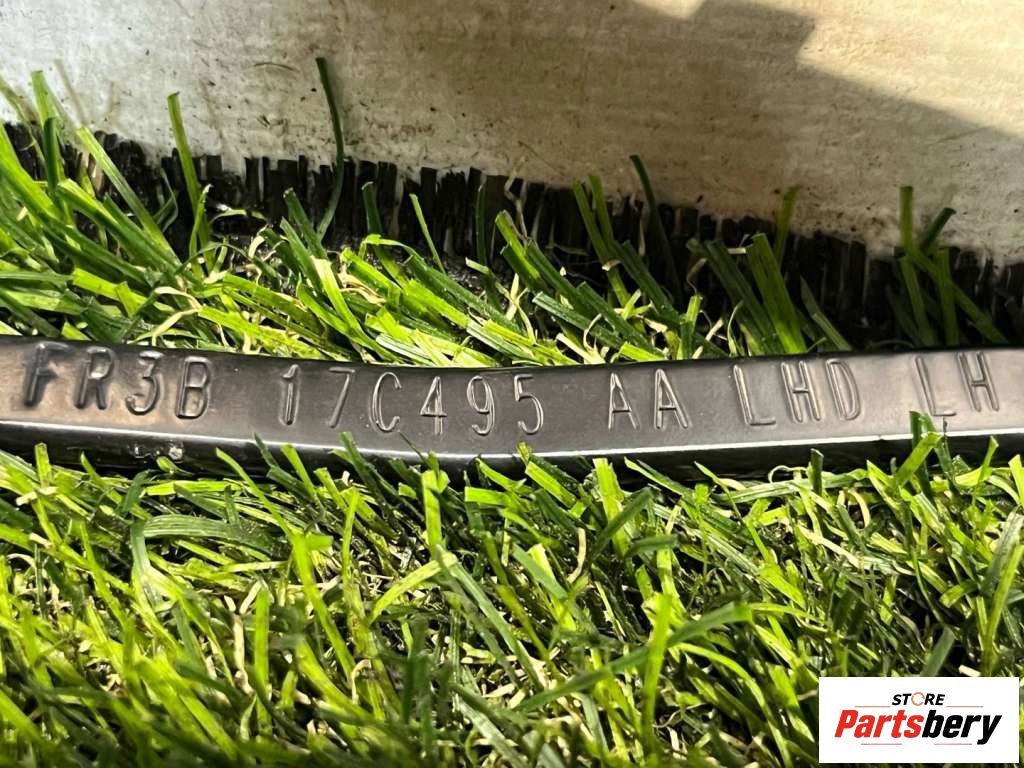 FR3B 17C495 AA LHD LH
STORE
Partsbery